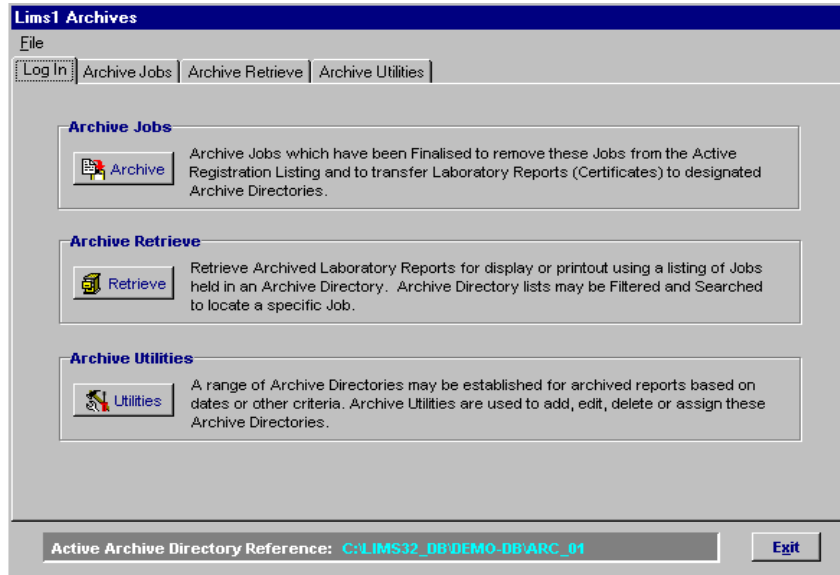 Lims1 Archives
File
Log In Archive Jobs Archive Retrieve Archive Utilities
Archive Jobs
Archive
Archive Jobs which have been Finalised to remove these Jobs from the Active
Registration Listing and to transfer Laboratory Reports (Certificates) to designated
Archive Directories.
Archive Retrieve
Retrieve
Retrieve Archived Laboratory Reports for display or printout using a listing of Jobs
held in an Archive Directory.  Archive Directory lists may be Filtered and Searched
to locate a specific Job.
Archive Utilities
Utilities
A range of Archive Directories may be established for archived reports based on
dates or other criteria. Archive Utilities are used to add, edit, delete or assign these
Archive Directories.
Active Archive Directory Reference: C:\LIMS32_DB\DEMO-DB\ARC_01
Exit